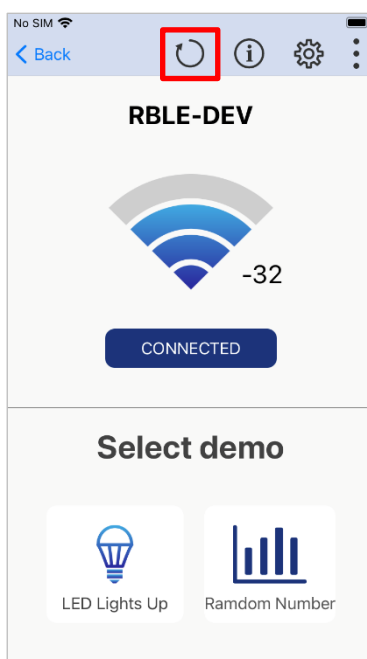 No SIM
Back
RBLE-DEV
-32
CONNECTED
Select demo
LED Lights Up
Ramdom Number